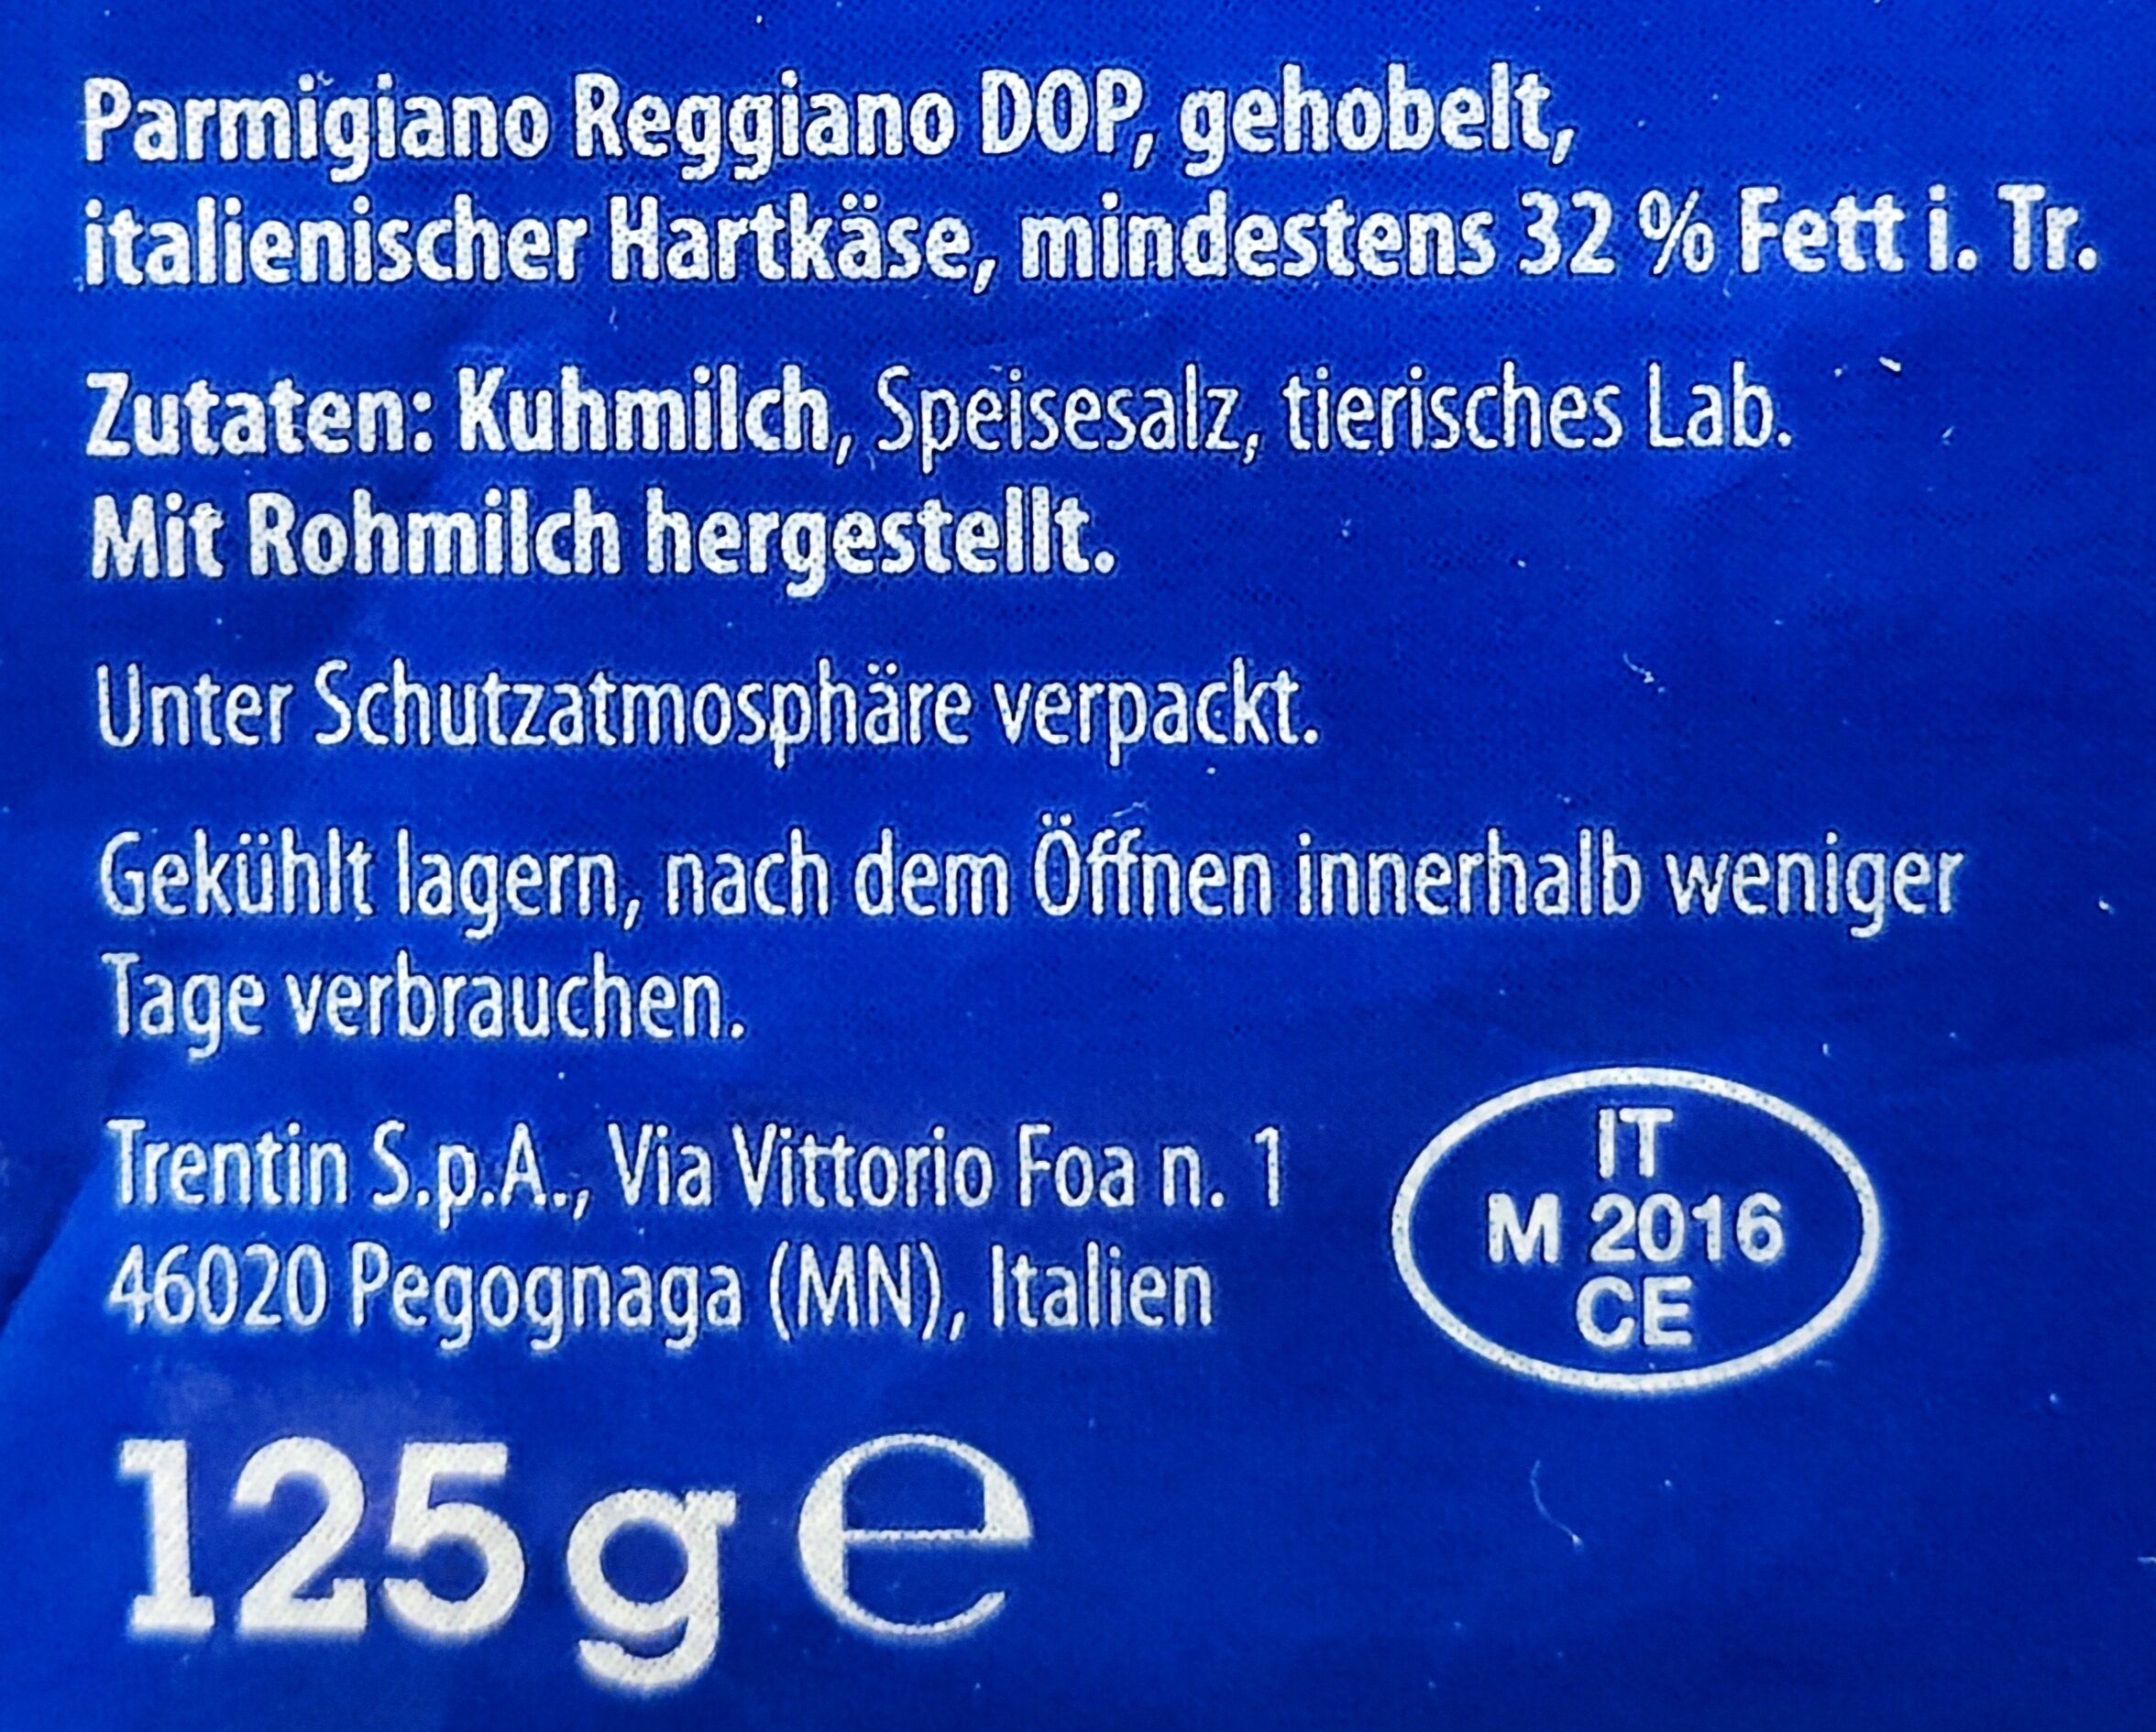 Parmigiano Reggiano DOP, gehobelt,
italienischer Hartkäse, mindestens 32 % Fett i. Tr.
Zutaten: Kuhmilch, Speisesalz, tierisches Lab.
Mit Rohmilch hergestellt.
Unter Schutzatmosphäre verpackt.
Gekühlt lagern, nach dem Öffnen innerhalb weniger
Tage verbrauchen.
Trentin S.p.A., Via Vittorio Foa n. 1
46020 Pegognaga (MN), Italien
IT
M 2016
CE
125 g e